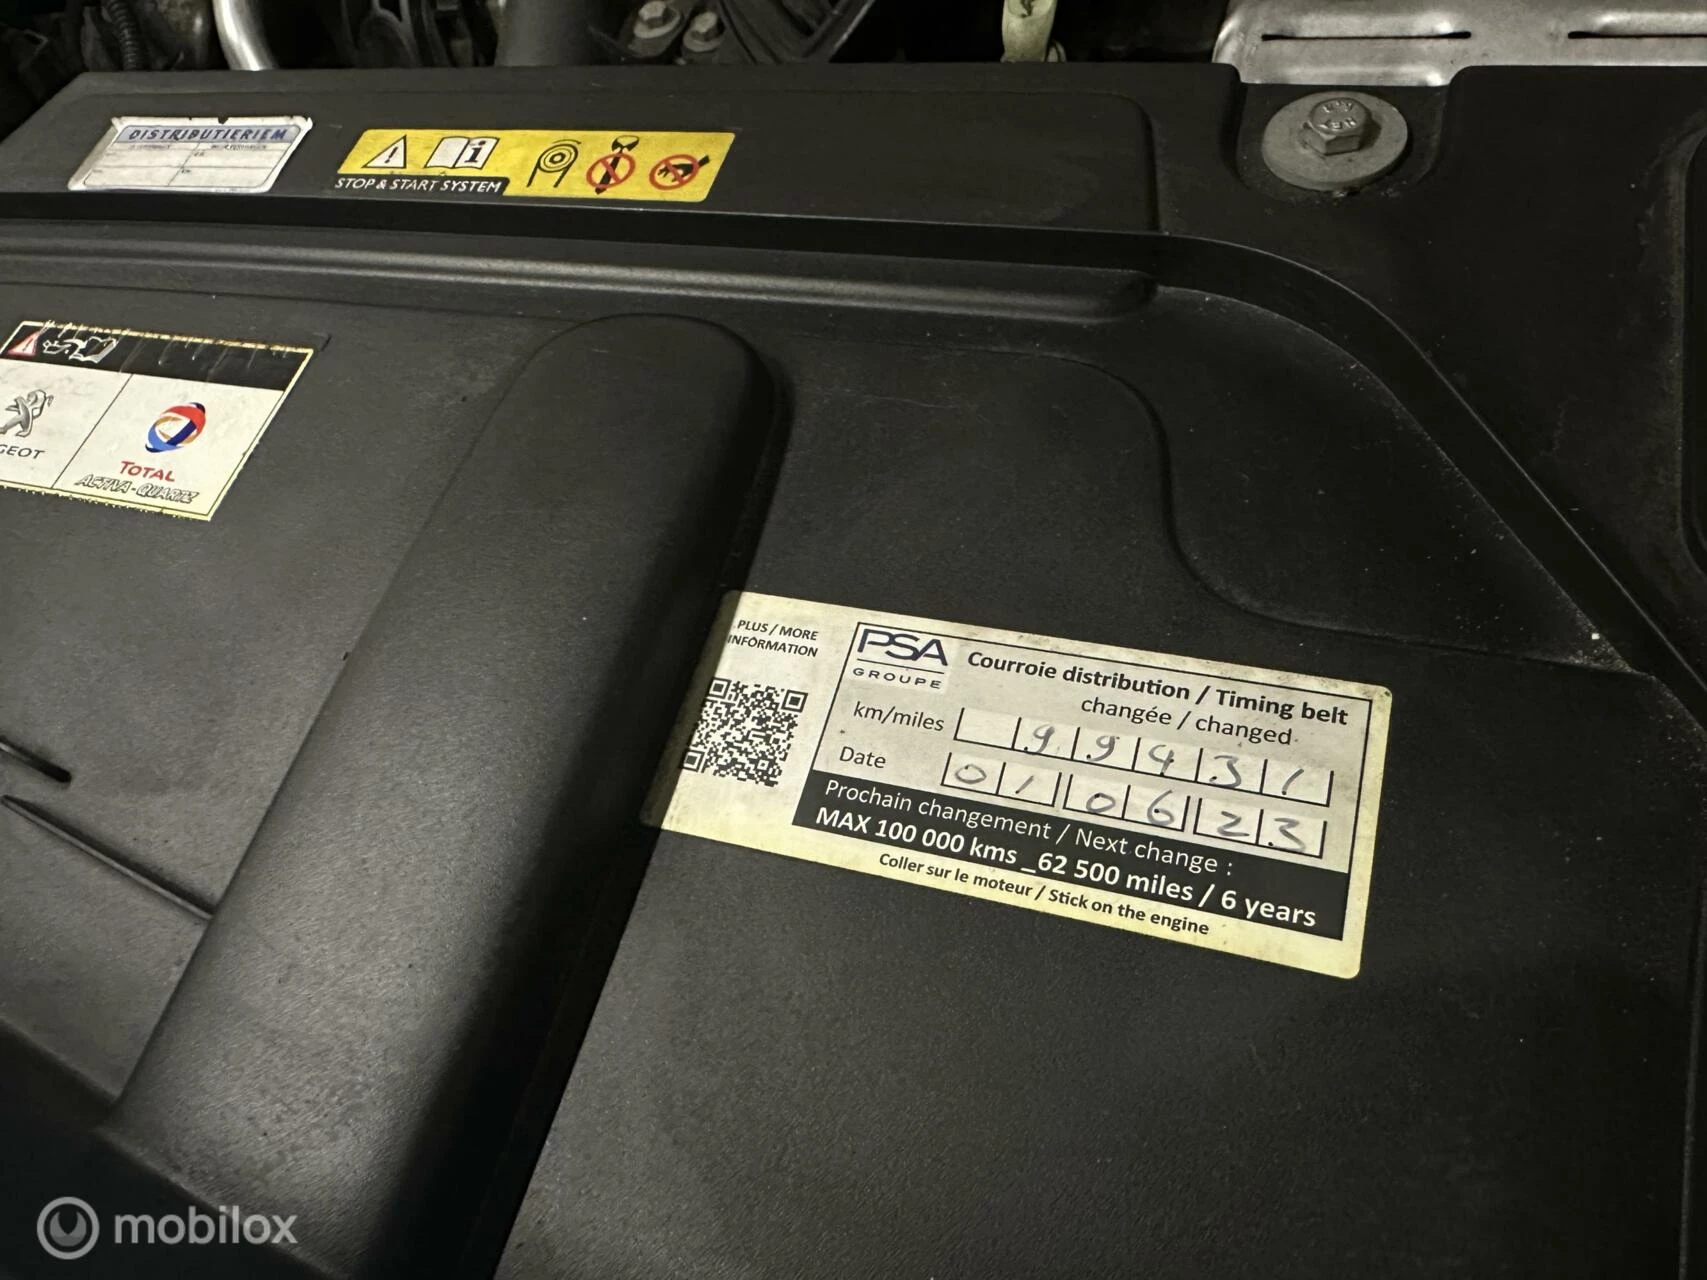 DISTRIBUTIERIEM
STOP & START SYSTEM
GEOT
TOTAL
ACTIVA-QUARTZ
PLUS / MORE
INFORMATION
PSA
GROUPE
Courroie distribution / Timing belt
changée / changed
km/miles 99431
Date 01 06 23
Prochain changement / Next change :
MAX 100 000 kms _62 500 miles / 6 years
Coller sur le moteur / Stick on the engine
mobilox